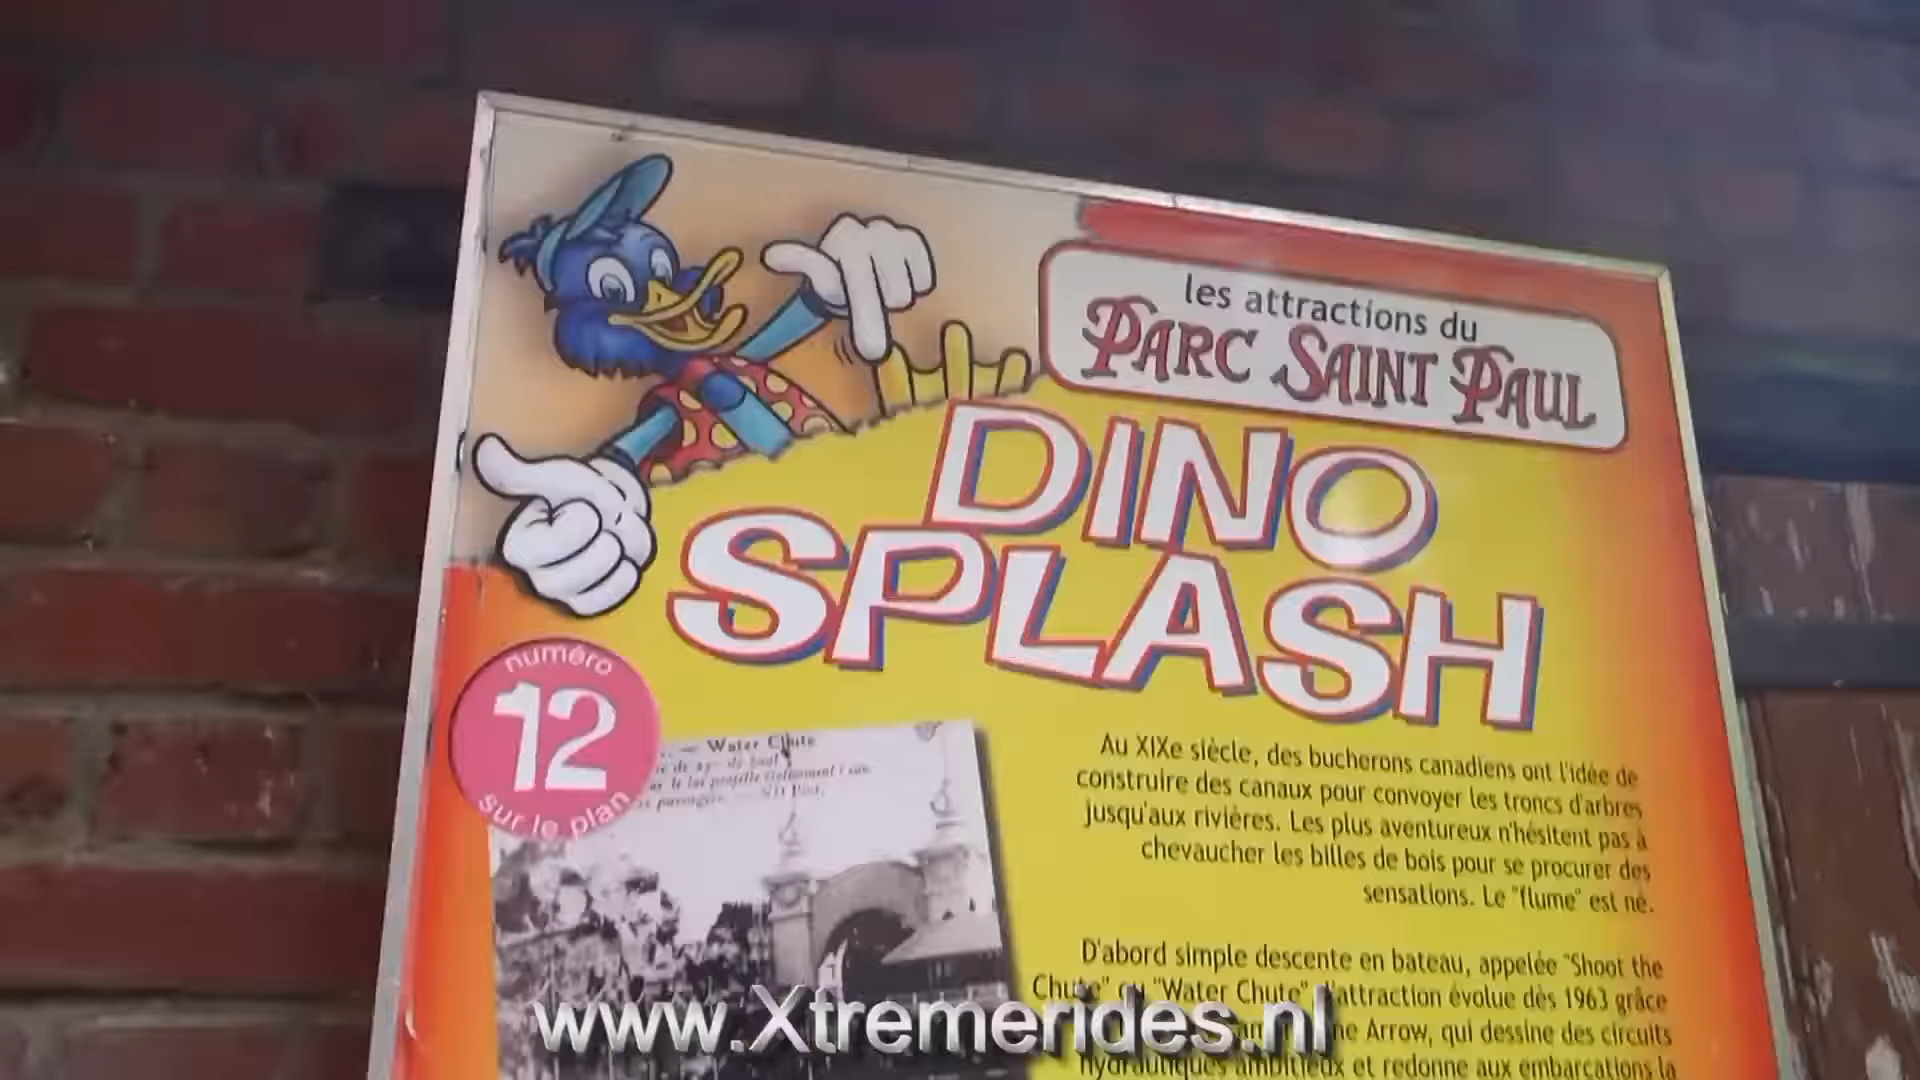 les attractions du
PARC SAINT PAUL
DINO
SPLASH
numéro
12
sur le plan
Water Chute
Au XIXe siècle, des bucherons canadiens ont l'idée de
construire des canaux pour convoyer les troncs d'arbres
jusqu'aux rivières. Les plus aventureux n'hésitent pas à
chevaucher les billes de bois pour se procurer des
sensations. Le "flume" est né.
D'abord simple descente en bateau, appelée "Shoot the
Chute" ou "Water Chute" l'attraction évolue dès 1963 grâce
Arrow, qui dessine des circuits
hydrauliques ambitieux et redonne aux embarcations la
www.Xtremerides.nl